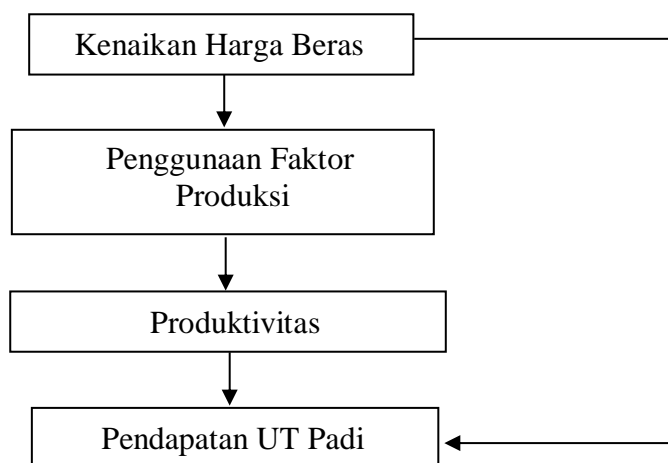 Kenaikan Harga Beras
Penggunaan Faktor
Produksi
Produktivitas
Pendapatan UT Padi